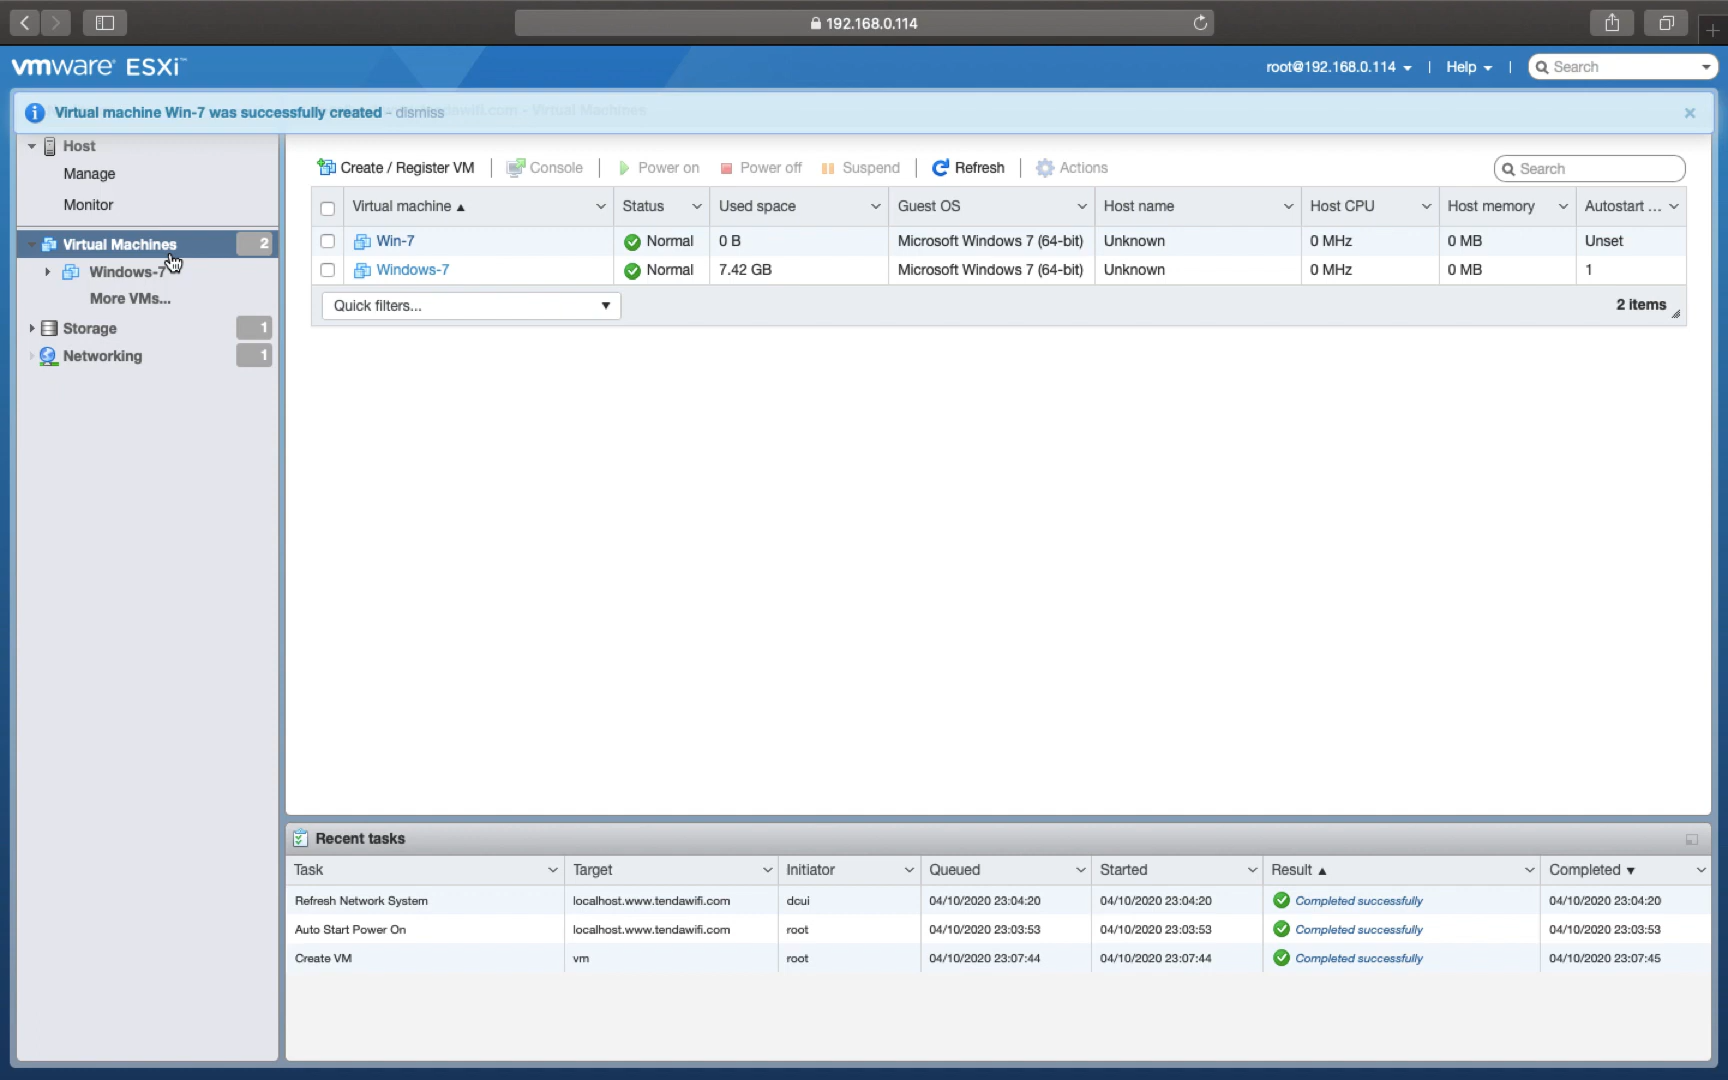 192.168.0.114
vmware ESXi™
root@192.168.0.114 | Help | Search
Virtual machine Win-7 was successfully created - dismiss
Host
Manage
Monitor
Virtual Machines 2
Windows-7
More VMs...
Storage 1
Networking 1
Create / Register VM | Console | Power on Power off Suspend | Refresh | Actions Search
Virtual machine ▲ Status Used space Guest OS Host name Host CPU Host memory Autostart ...
Win-7 Normal 0 B Microsoft Windows 7 (64-bit) Unknown 0 MHz 0 MB Unset
Windows-7 Normal 7.42 GB Microsoft Windows 7 (64-bit) Unknown 0 MHz 0 MB 1
Quick filters... 2 items
Recent tasks
Task Target Initiator Queued Started Result ▲ Completed ▼
Refresh Network System localhost.www.tendawifi.com dcui 04/10/2020 23:04:20 04/10/2020 23:04:20 Completed successfully 04/10/2020 23:04:20
Auto Start Power On localhost.www.tendawifi.com root 04/10/2020 23:03:53 04/10/2020 23:03:53 Completed successfully 04/10/2020 23:03:53
Create VM vm root 04/10/2020 23:07:44 04/10/2020 23:07:44 Completed successfully 04/10/2020 23:07:45